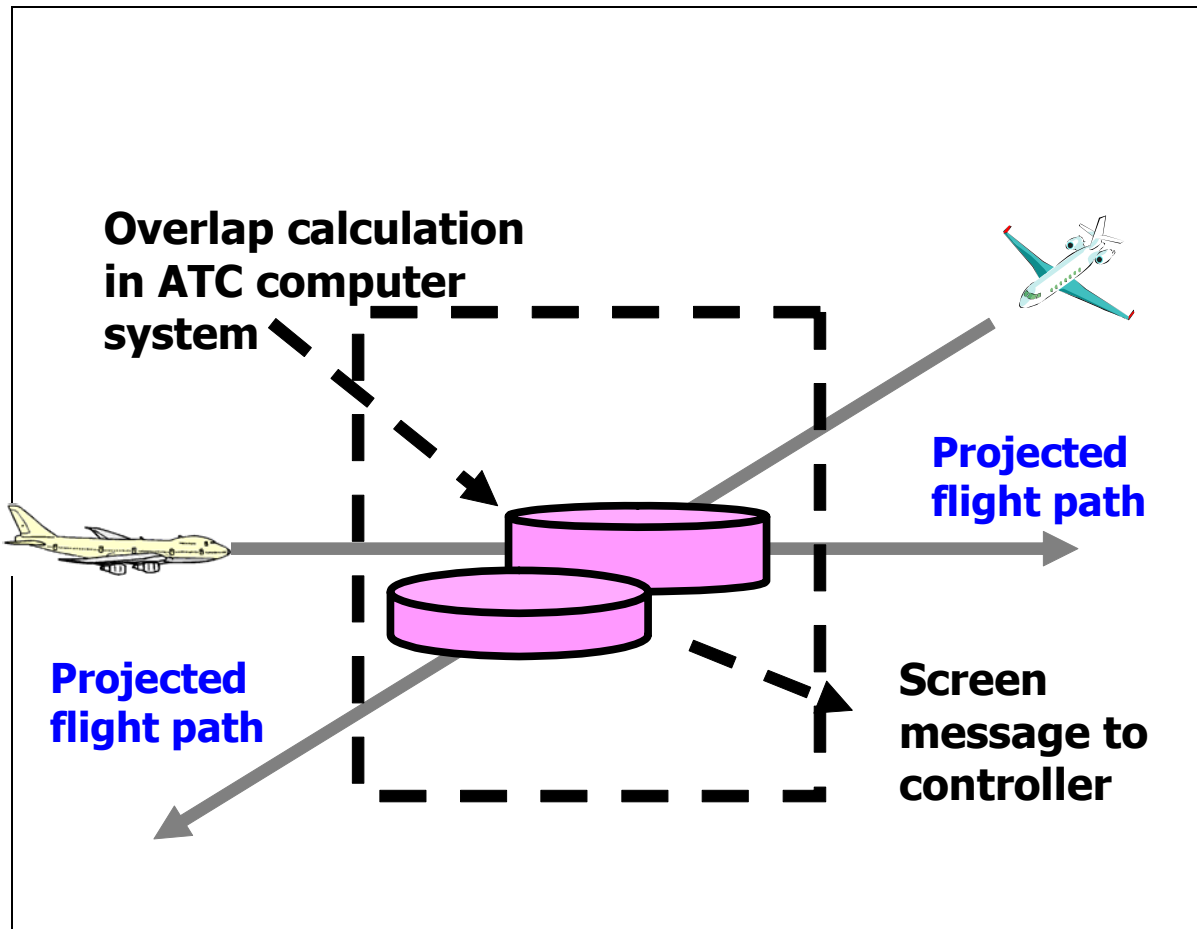 Overlap calculation
in ATC computer
system
Projected
flight path
Projected
flight path
Screen
message to
controller